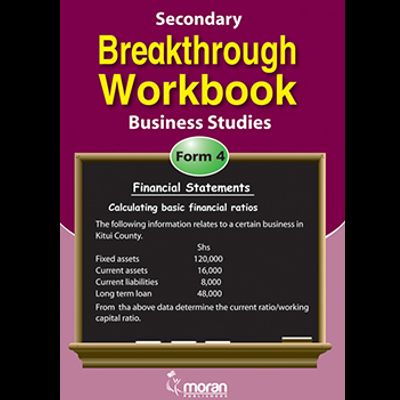 Secondary
Breakthrough
Workbook
Business Studies
Form 4
Financial Statements
Calculating basic financial ratios
The following information relates to a certain business in
Kitui County.
Shs
Fixed assets 120,000
Current assets 16,000
Current liabilities 8,000
Long term loan 48,000
From tha above data determine the current ratio/working
capital ratio.
moran
PUBLISHERS